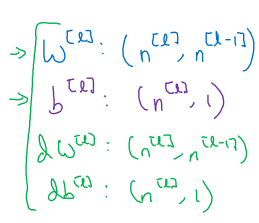 → W^[l] : (n^[l], n^[l-1])
→ b^[l] : (n^[l], 1)
dW^[l] : (n^[l], n^[l-1])
db^[l] : (n^[l], 1)